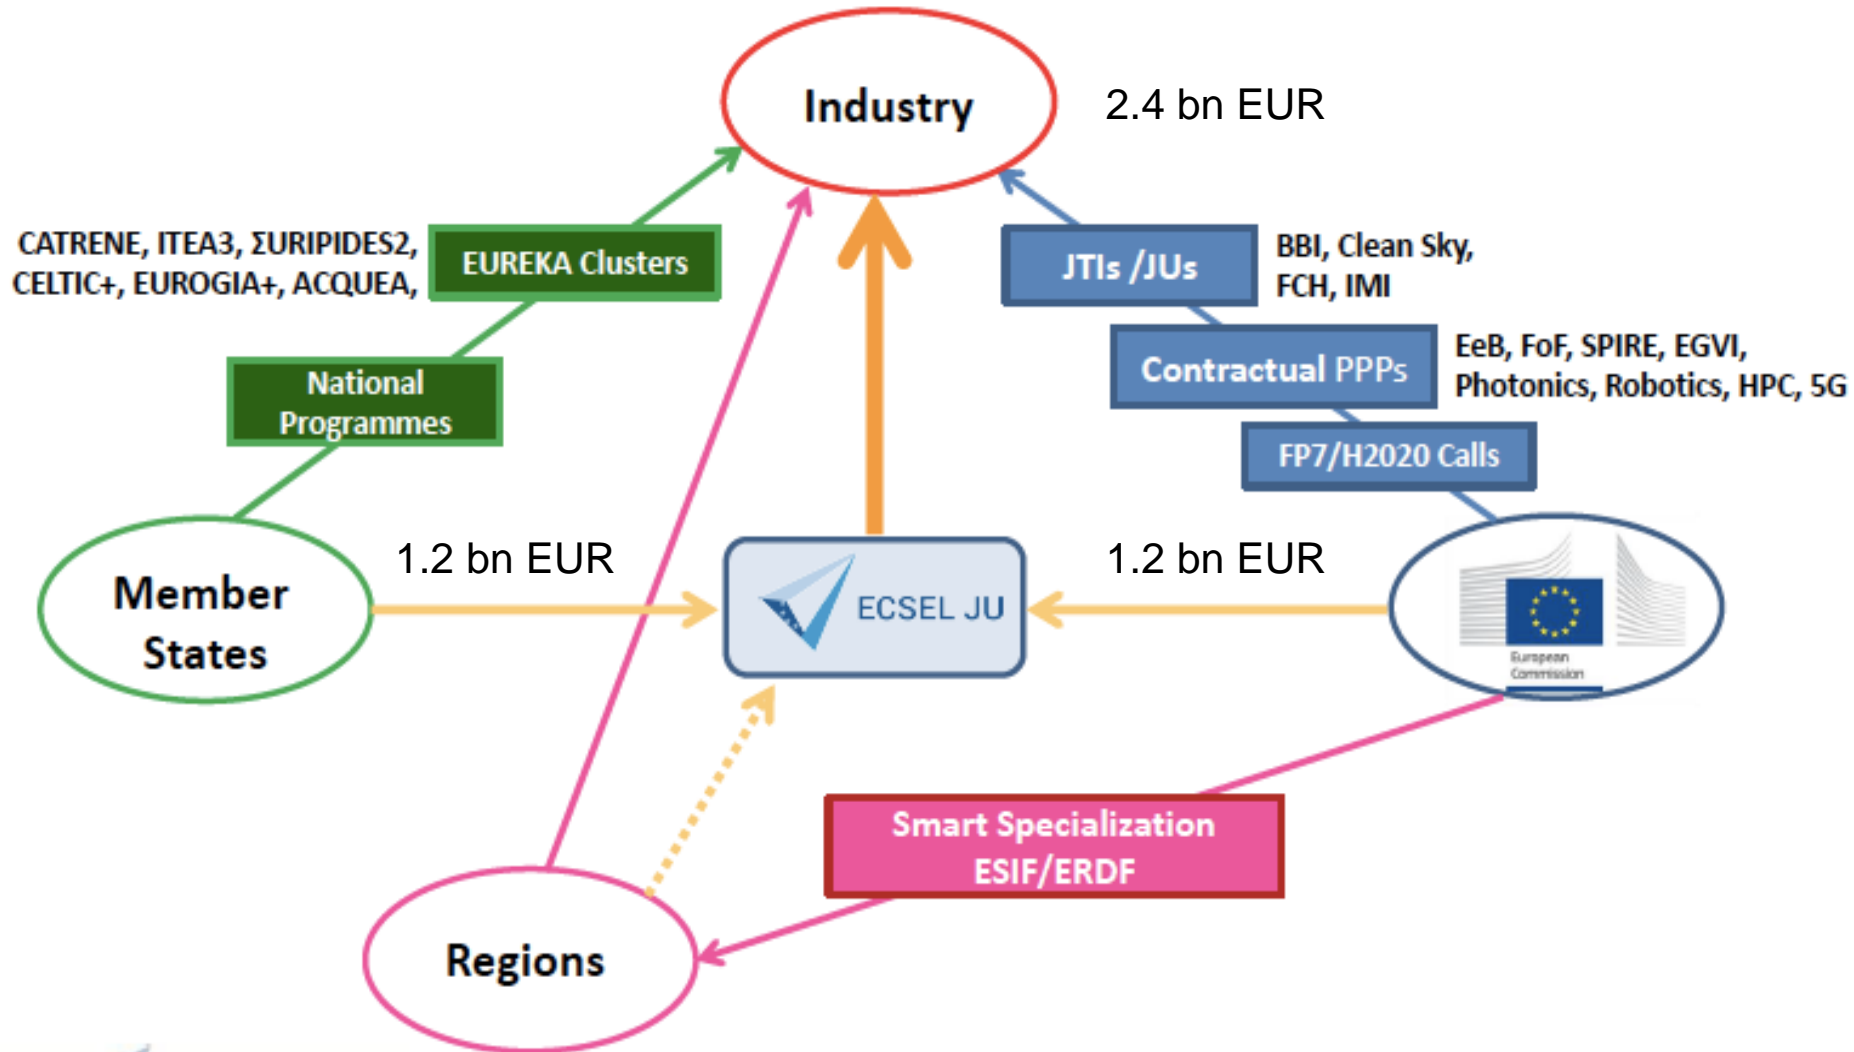 Industry
2.4 bn EUR
CATRENE, ITEA3, ΣURIPIDES2,
CELTIC+, EUROGIA+, ACQUEA,
EUREKA Clusters
JTIs /JUs
BBI, Clean Sky,
FCH, IMI
National
Programmes
Contractual PPPs
EeB, FoF, SPIRE, EGVI,
Photonics, Robotics, HPC, 5G
FP7/H2020 Calls
Member
States
1.2 bn EUR
ECSEL JU
1.2 bn EUR
European
Commission
Smart Specialization
ESIF/ERDF
Regions